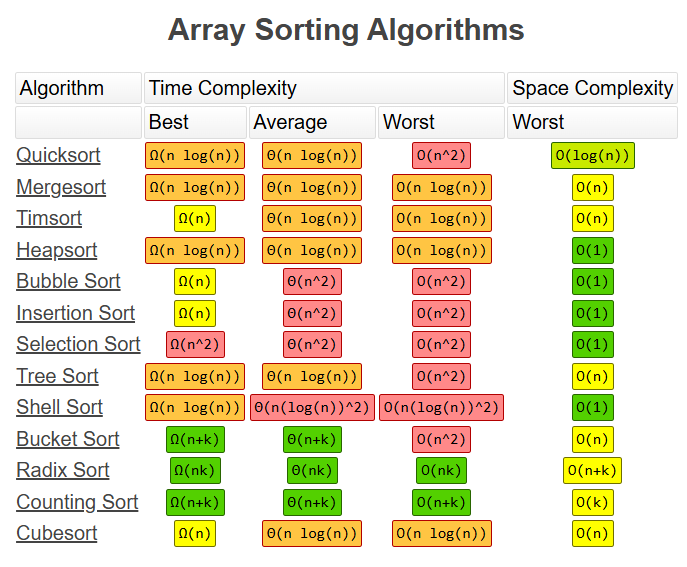 Array Sorting Algorithms
Algorithm Time Complexity Space Complexity
Best Average Worst Worst
Quicksort Ω(n log(n)) Θ(n log(n)) O(n^2) O(log(n))
Mergesort Ω(n log(n)) Θ(n log(n)) O(n log(n)) O(n)
Timsort Ω(n) Θ(n log(n)) O(n log(n)) O(n)
Heapsort Ω(n log(n)) Θ(n log(n)) O(n log(n)) O(1)
Bubble Sort Ω(n) Θ(n^2) O(n^2) O(1)
Insertion Sort Ω(n) Θ(n^2) O(n^2) O(1)
Selection Sort Ω(n^2) Θ(n^2) O(n^2) O(1)
Tree Sort Ω(n log(n)) Θ(n log(n)) O(n^2) O(n)
Shell Sort Ω(n log(n)) Θ(n(log(n))^2) O(n(log(n))^2) O(1)
Bucket Sort Ω(n+k) Θ(n+k) O(n^2) O(n)
Radix Sort Ω(nk) Θ(nk) O(nk) O(n+k)
Counting Sort Ω(n+k) Θ(n+k) O(n+k) O(k)
Cubesort Ω(n) Θ(n log(n)) O(n log(n)) O(n)